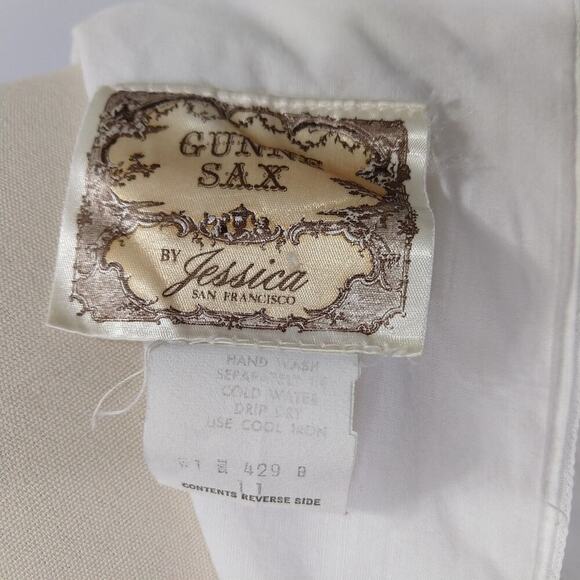 GUNNE
SAX
BY Jessica
SAN FRANCISCO
HAND WASH
COLD WATER
DRIP DRY
USE COOL IRON
429 B
11
CONTENTS REVERSE SIDE